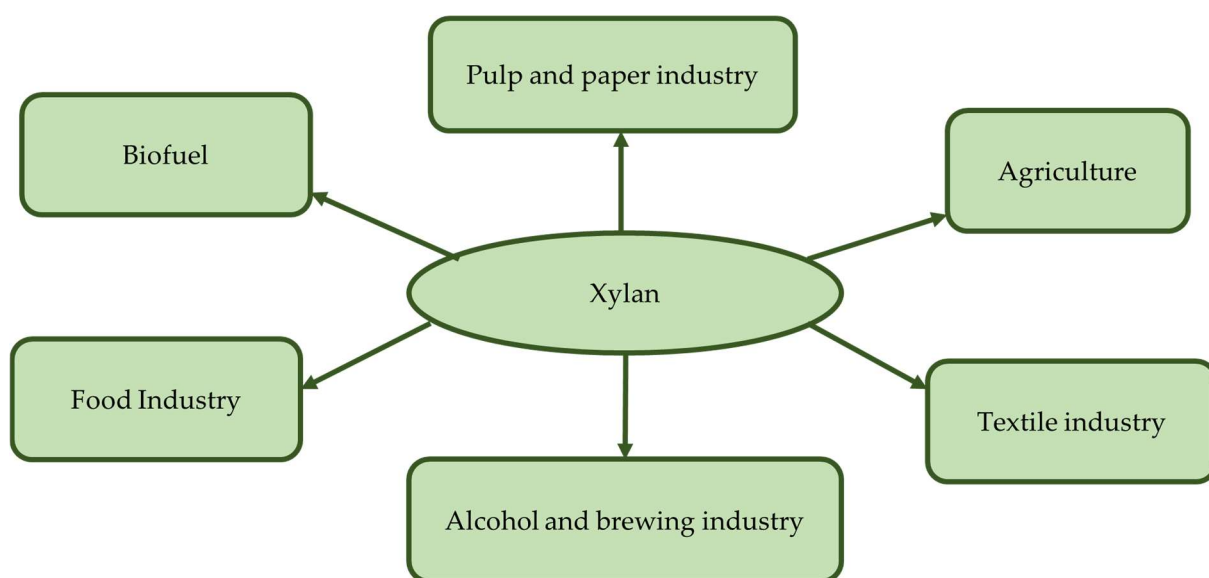 Pulp and paper industry
Biofuel
Agriculture
Xylan
Food Industry
Textile industry
Alcohol and brewing industry